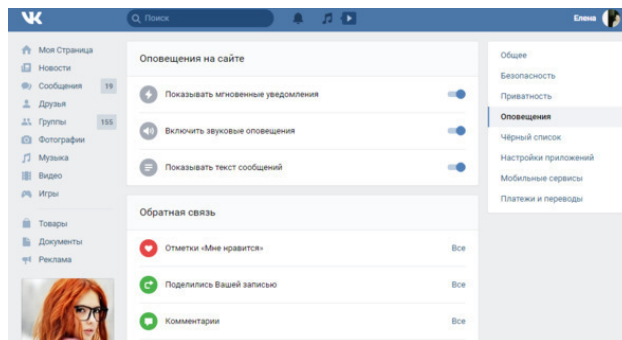 Поиск
Елена
Моя Страница
Новости
Сообщения 19
Друзья
Группы 155
Фотографии
Музыка
Видео
Игры
Товары
Документы
Реклама
Оповещения на сайте
Показывать мгновенные уведомления
Включить звуковые оповещения
Показывать текст сообщений
Обратная связь
Отметки «Мне нравится» Все
Поделились Вашей записью Все
Комментарии Все
Общее
Безопасность
Приватность
Оповещения
Чёрный список
Настройки приложений
Мобильные сервисы
Платежи и переводы